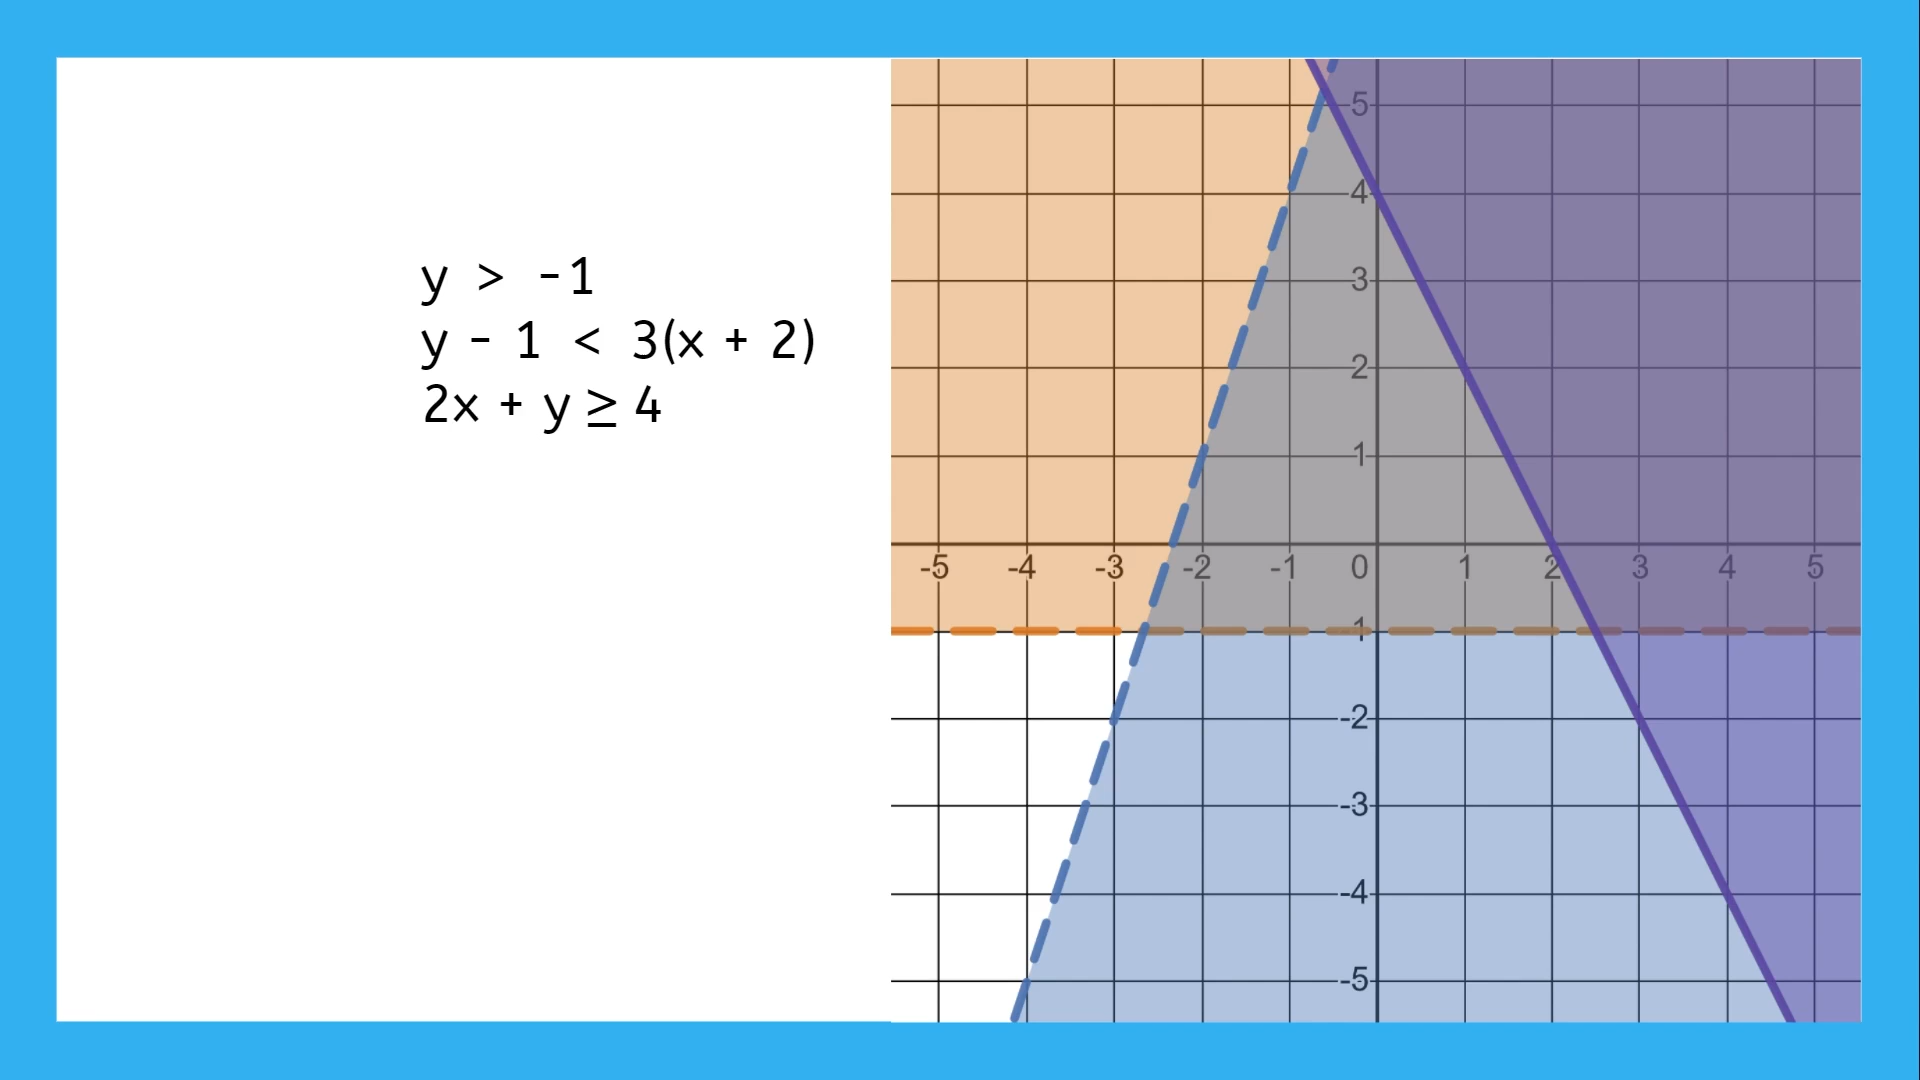 y > -1
y - 1 < 3(x + 2)
2x + y ≥ 4
5
4
3
2
1
-5 -4 -3 -2 -1 0 1 2 3 4 5
-1
-2
-3
-4
-5